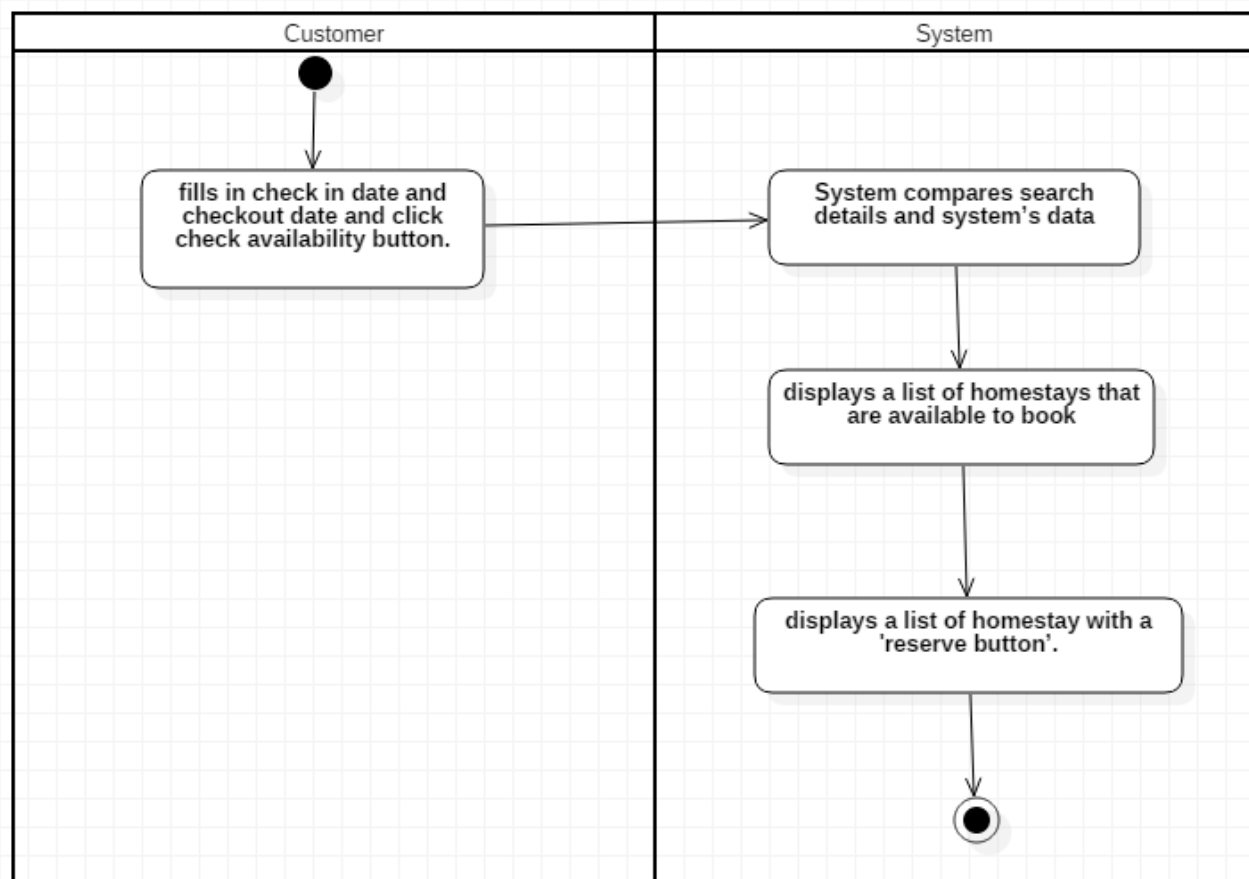 Customer
System
fills in check in date and
checkout date and click
check availability button.
System compares search
details and system’s data
displays a list of homestays that
are available to book
displays a list of homestay with a
'reserve button’.